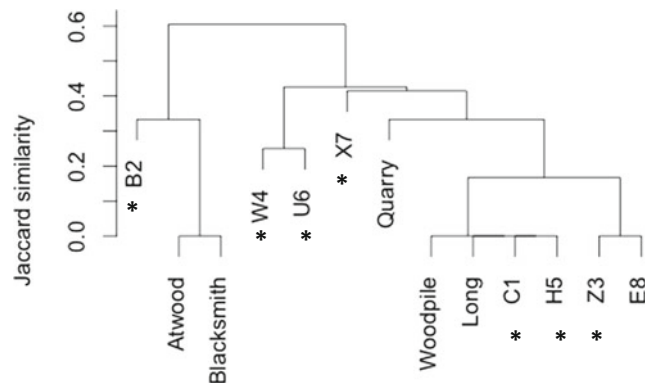 Jaccard similarity
0.6
0.4
0.2
0.0
B2
*
Atwood
Blacksmith
W4
*
U6
*
X7
*
Quarry
Woodpile
Long
C1
*
H5
*
Z3
*
E8